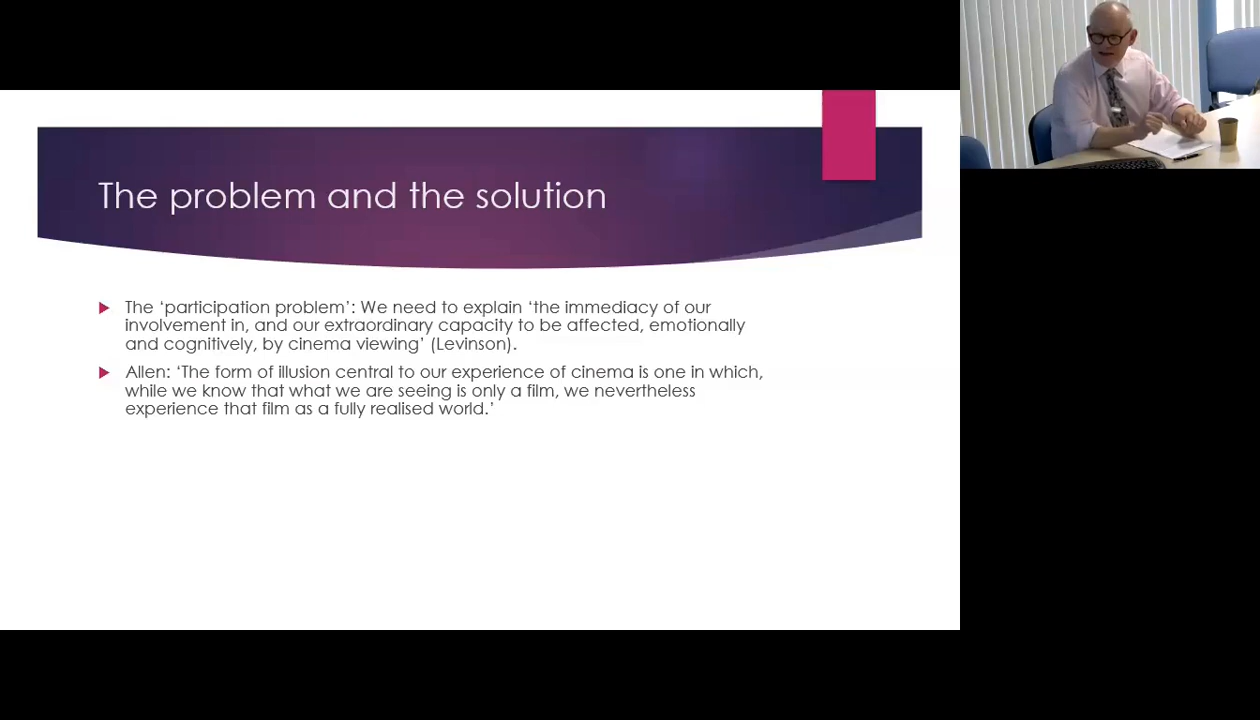 The problem and the solution
The ‘participation problem’: We need to explain ‘the immediacy of our
involvement in, and our extraordinary capacity to be affected, emotionally
and cognitively, by cinema viewing’ (Levinson).
Allen: ‘The form of illusion central to our experience of cinema is one in which,
while we know that what we are seeing is only a film, we nevertheless
experience that film as a fully realised world.’